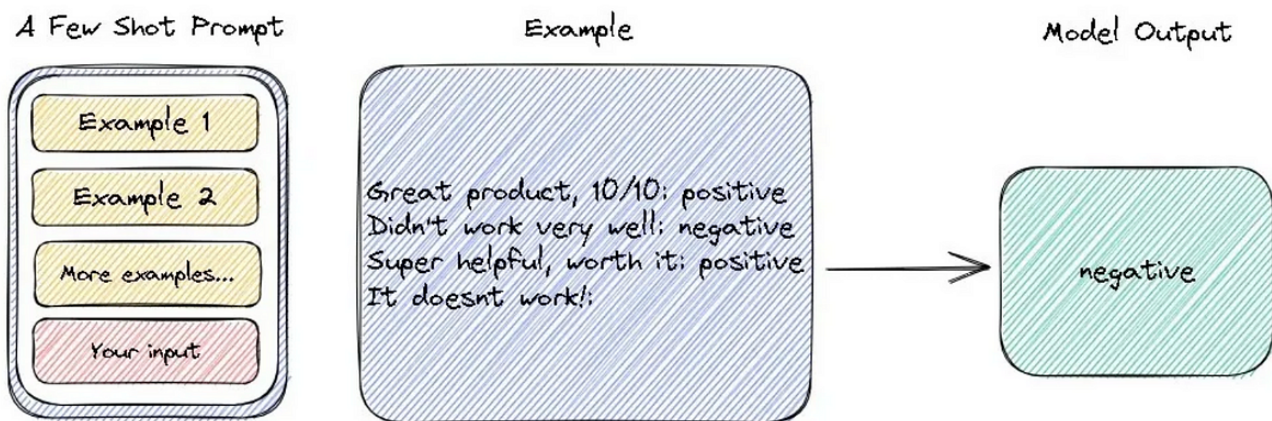 A Few Shot Prompt
Example 1
Example 2
More examples...
Your input
Example
Great product, 10/10: positive
Didn't work very well: negative
Super helpful, worth it: positive
It doesnt work!:
Model Output
negative